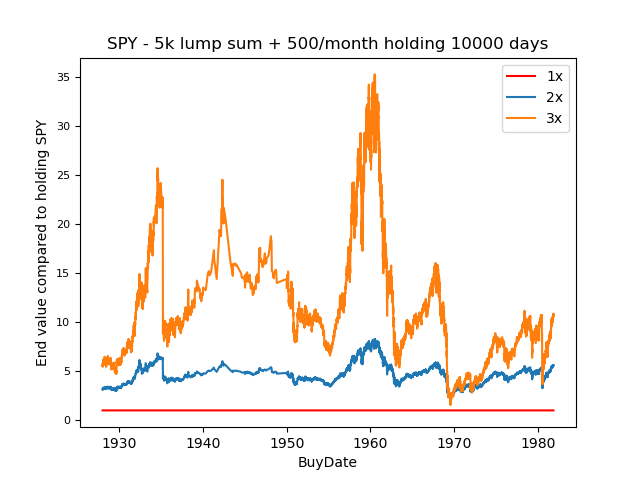 SPY - 5k lump sum + 500/month holding 10000 days
End value compared to holding SPY
35
30
25
20
15
10
5
0
1x
2x
3x
1930 1940 1950 1960 1970 1980
BuyDate